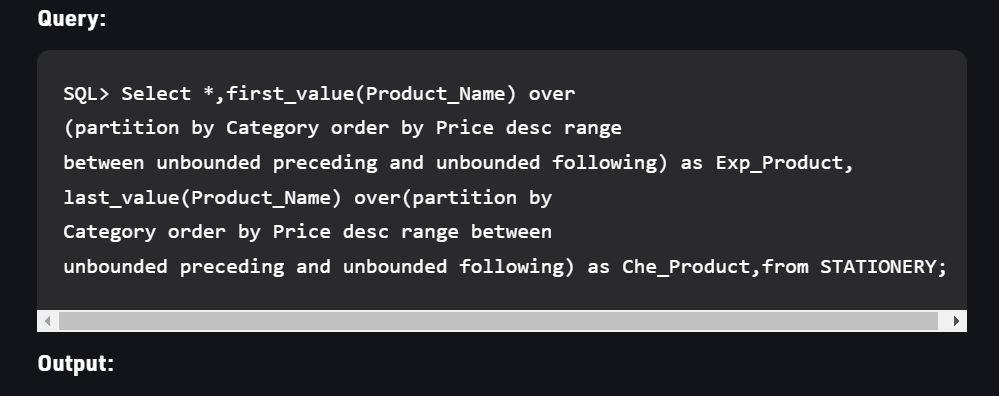 Query:
SQL> Select *,first_value(Product_Name) over
(partition by Category order by Price desc range
between unbounded preceding and unbounded following) as Exp_Product,
last_value(Product_Name) over(partition by
Category order by Price desc range between
unbounded preceding and unbounded following) as Che_Product,from STATIONERY;
Output: